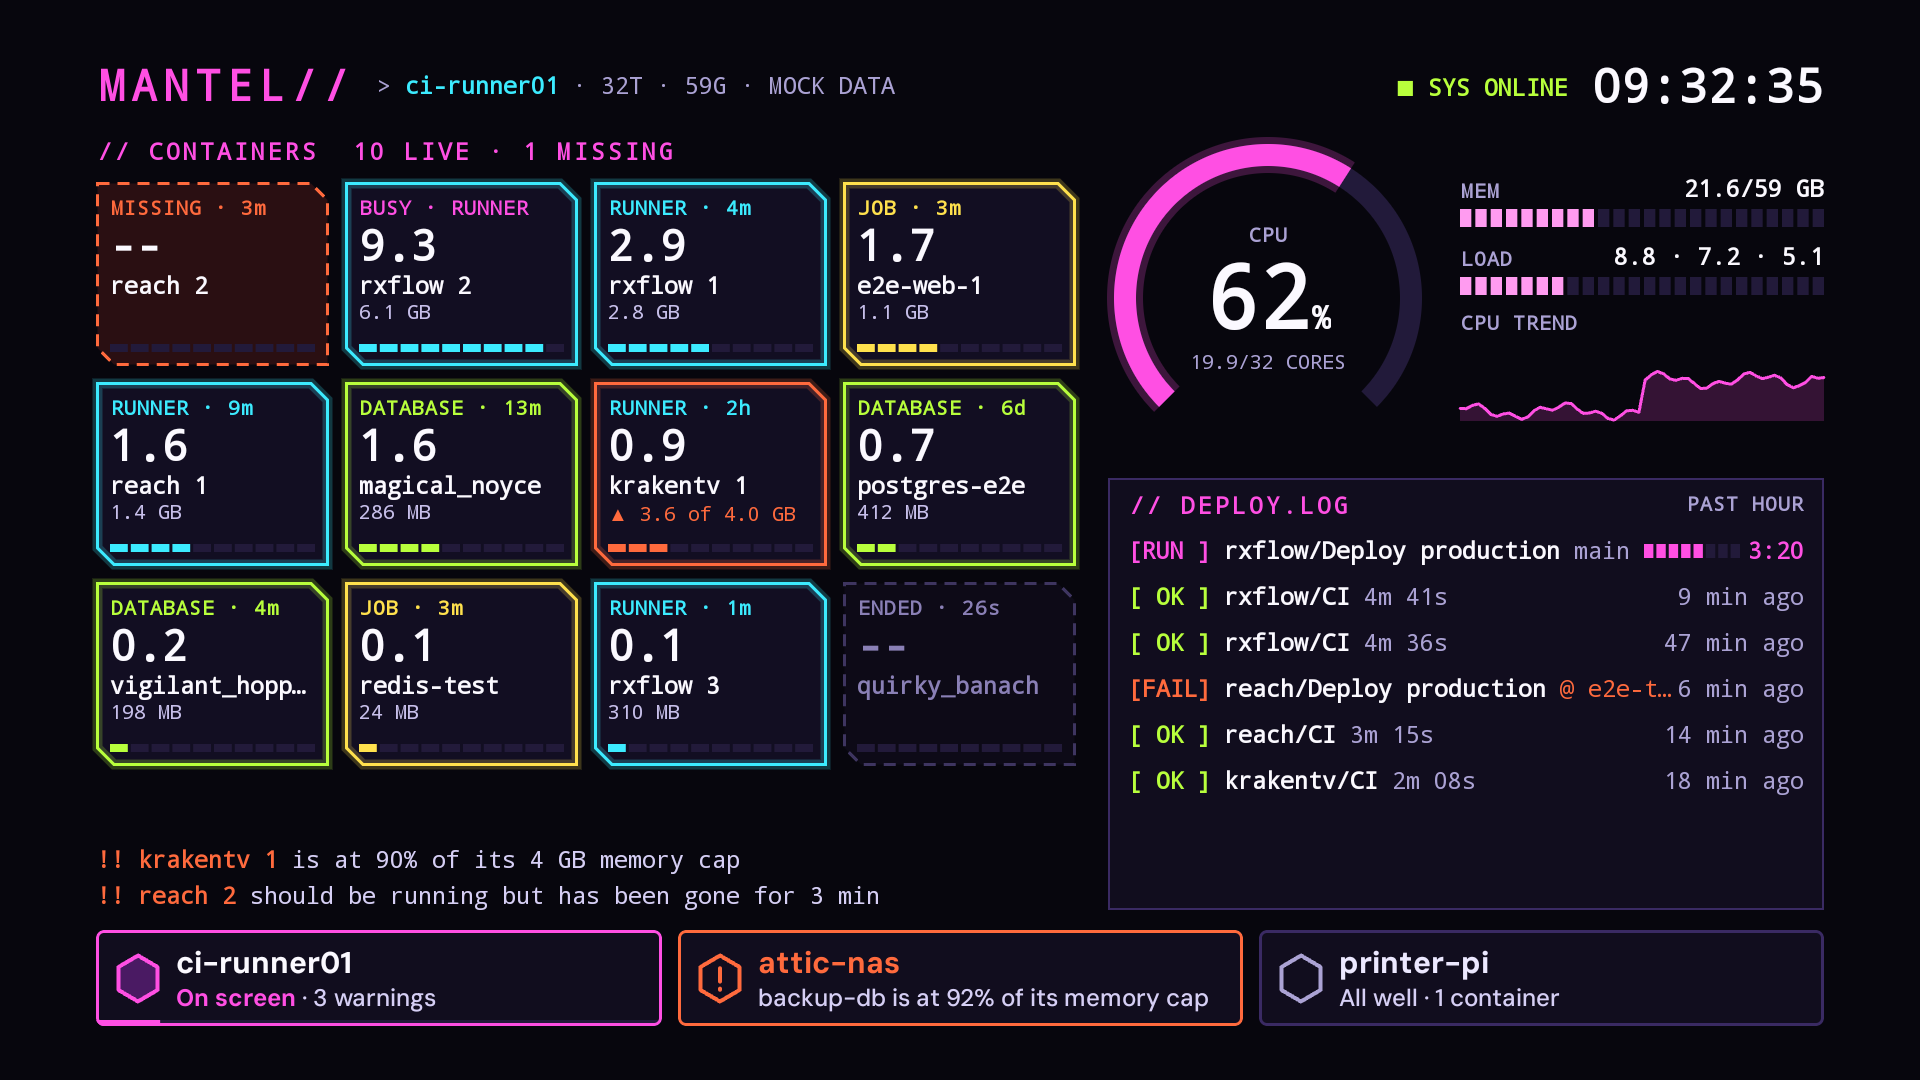 MANTEL// > ci-runner01 · 32T · 59G · MOCK DATA
■ SYS ONLINE 09:32:35
// CONTAINERS 10 LIVE · 1 MISSING
MISSING · 3m
--
reach 2
BUSY · RUNNER
9.3
rxflow 2
6.1 GB
RUNNER · 4m
2.9
rxflow 1
2.8 GB
JOB · 3m
1.7
e2e-web-1
1.1 GB
RUNNER · 9m
1.6
reach 1
1.4 GB
DATABASE · 13m
1.6
magical_noyce
286 MB
RUNNER · 2h
0.9
krakentv 1
▲ 3.6 of 4.0 GB
DATABASE · 6d
0.7
postgres-e2e
412 MB
DATABASE · 4m
0.2
vigilant_hopp…
198 MB
JOB · 3m
0.1
redis-test
24 MB
RUNNER · 1m
0.1
rxflow 3
310 MB
ENDED · 26s
--
quirky_banach
CPU
62%
19.9/32 CORES
MEM 21.6/59 GB
LOAD 8.8 · 7.2 · 5.1
CPU TREND
// DEPLOY.LOG PAST HOUR
[RUN ] rxflow/Deploy production main 3:20
[ OK ] rxflow/CI 4m 41s 9 min ago
[ OK ] rxflow/CI 4m 36s 47 min ago
[FAIL] reach/Deploy production @ e2e-t… 6 min ago
[ OK ] reach/CI 3m 15s 14 min ago
[ OK ] krakentv/CI 2m 08s 18 min ago
!! krakentv 1 is at 90% of its 4 GB memory cap
!! reach 2 should be running but has been gone for 3 min
ci-runner01
On screen · 3 warnings
attic-nas
backup-db is at 92% of its memory cap
printer-pi
All well · 1 container